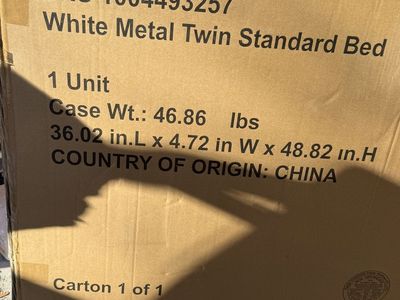 1004493257
White Metal Twin Standard Bed
1 Unit
Case Wt.: 46.86 lbs
36.02 in.L x 4.72 in W x 48.82 in.H
COUNTRY OF ORIGIN: CHINA
Carton 1 of 1